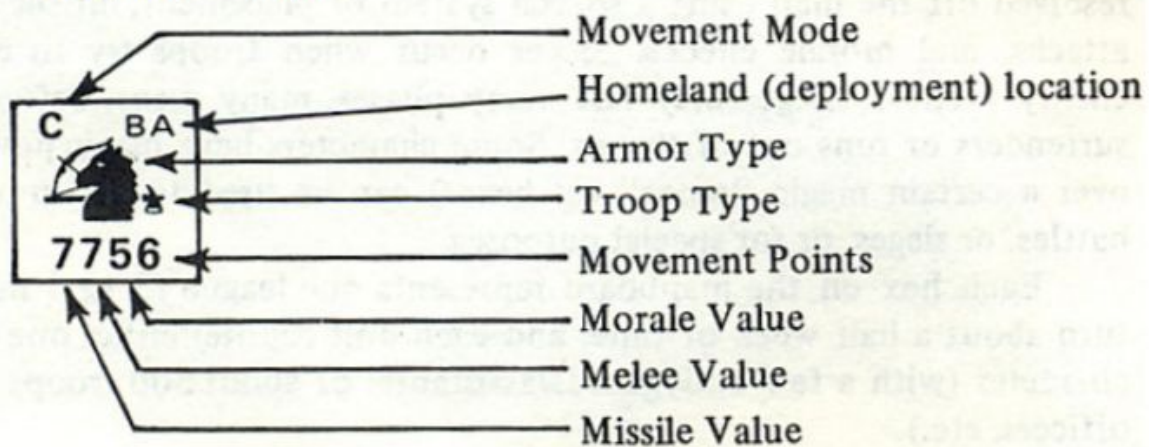 Movement Mode
Homeland (deployment) location
C BA
Armor Type
Troop Type
7756
Movement Points
Morale Value
Melee Value
Missile Value